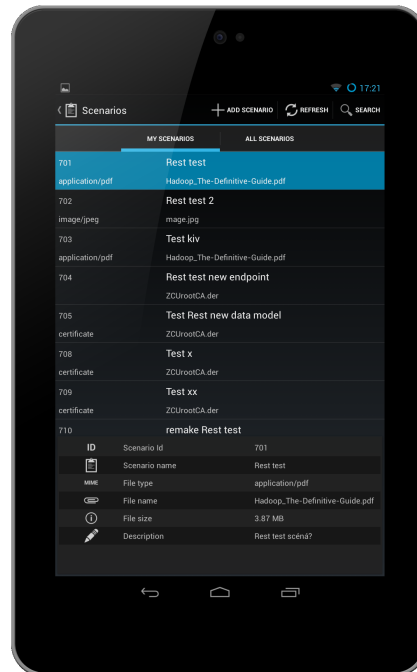 17:21
Scenarios ADD SCENARIO REFRESH SEARCH
MY SCENARIOS ALL SCENARIOS
701 Rest test
application/pdf Hadoop_The-Definitive-Guide.pdf
702 Rest test 2
image/jpeg mage.jpg
703 Test kiv
application/pdf Hadoop_The-Definitive-Guide.pdf
704 Rest test new endpoint
ZCUrootCA.der
705 Test Rest new data model
certificate ZCUrootCA.der
708 Test x
certificate ZCUrootCA.der
709 Test xx
certificate ZCUrootCA.der
710 remake Rest test
ID Scenario Id 701
Scenario name Rest test
MIME File type application/pdf
File name Hadoop_The-Definitive-Guide.pdf
File size 3.87 MB
Description Rest test scéná?